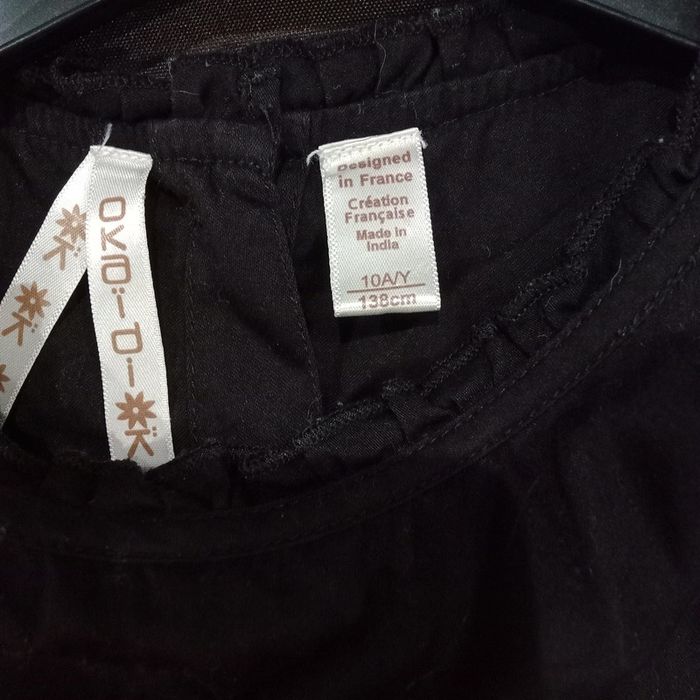 OKAÏDI
Designed
in France
Création
Française
Made in
India
10A/Y
138cm